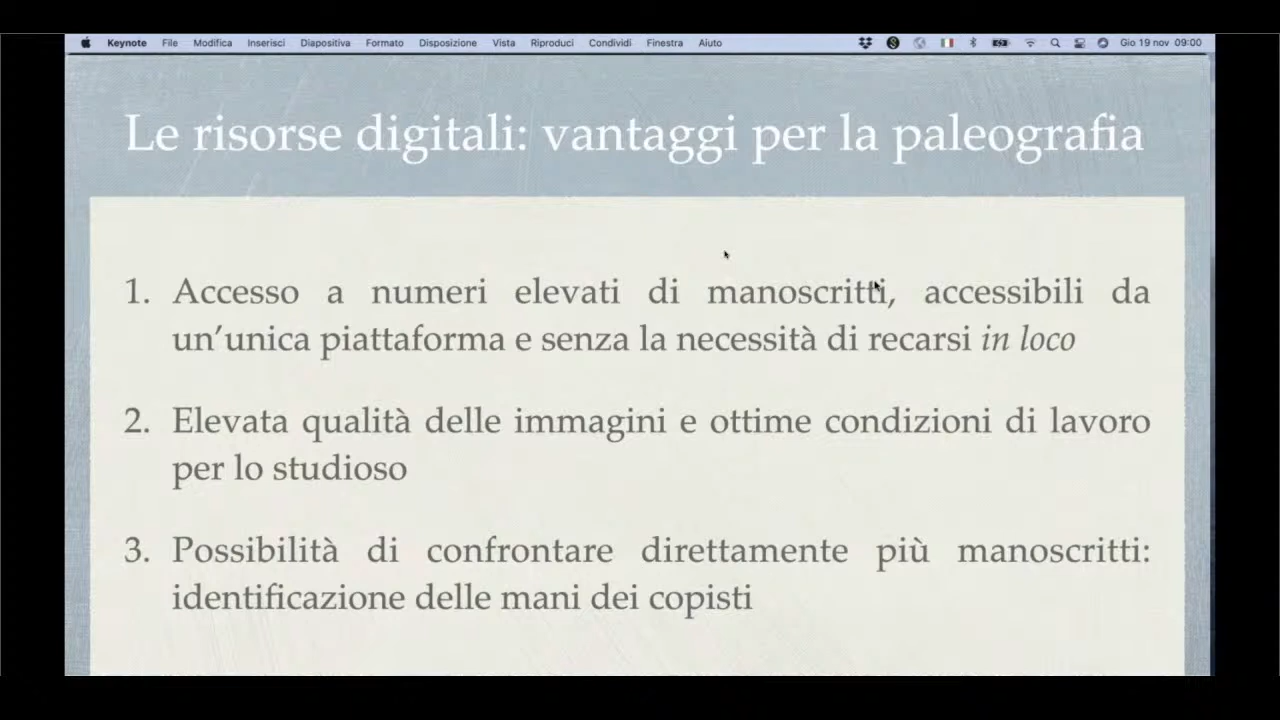 Keynote File Modifica Inserisci Diapositiva Formato Disposizione Vista Riproduci Condividi Finestra Aiuto Gio 19 nov 09:00
Le risorse digitali: vantaggi per la paleografia
1. Accesso a numeri elevati di manoscritti, accessibili da
un’unica piattaforma e senza la necessità di recarsi in loco
2. Elevata qualità delle immagini e ottime condizioni di lavoro
per lo studioso
3. Possibilità di confrontare direttamente più manoscritti:
identificazione delle mani dei copisti